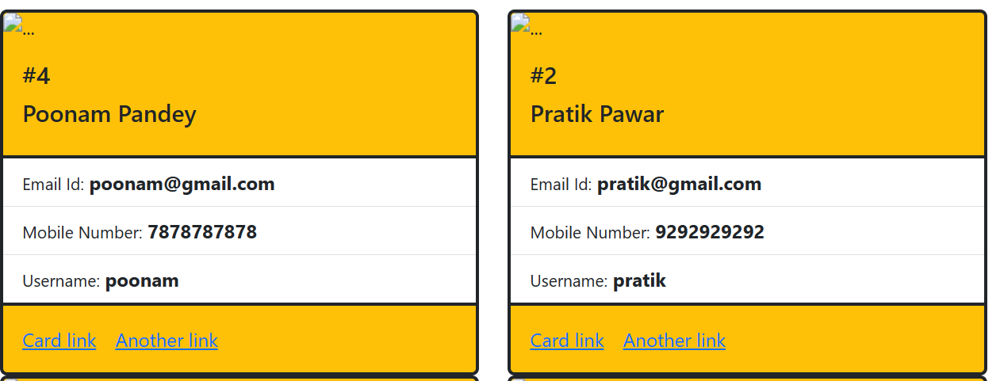 ...
#4
Poonam Pandey
Email Id: poonam@gmail.com
Mobile Number: 7878787878
Username: poonam
Card link Another link
...
#2
Pratik Pawar
Email Id: pratik@gmail.com
Mobile Number: 9292929292
Username: pratik
Card link Another link